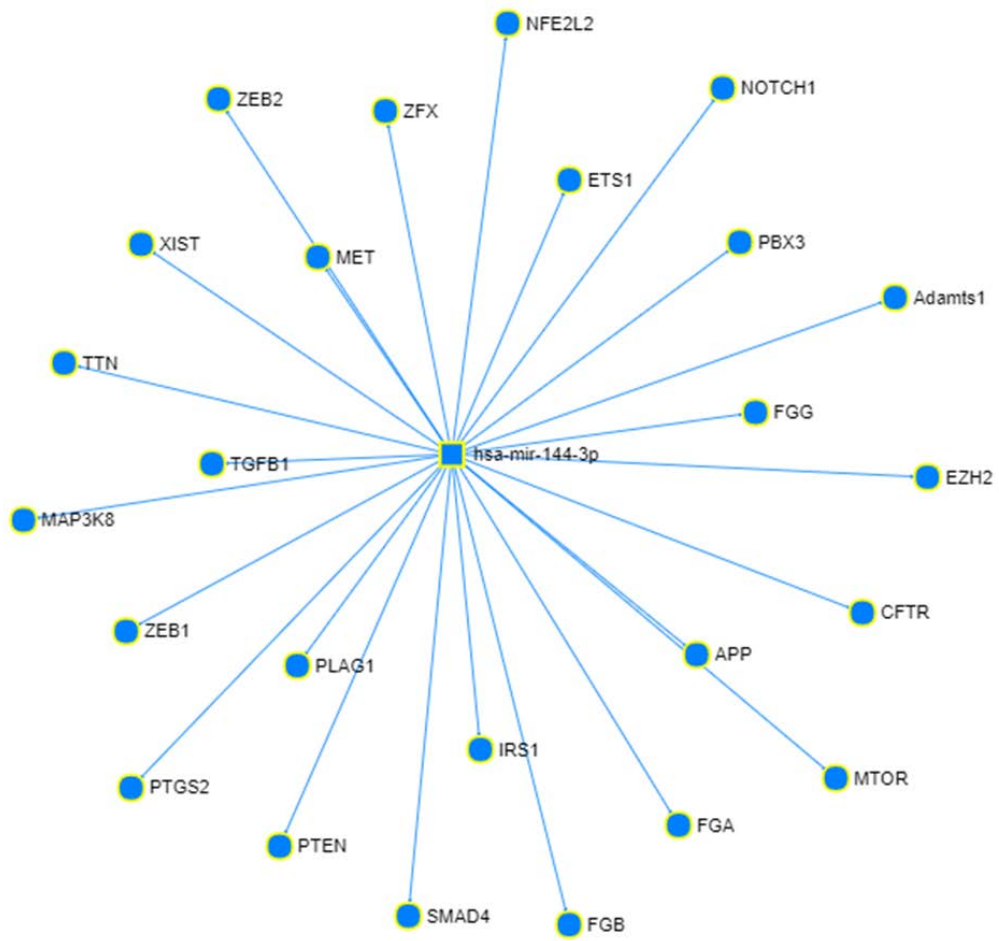 NFE2L2
NOTCH1
ZEB2
ZFX
ETS1
XIST
MET
PBX3
Adamts1
TTN
FGG
hsa-mir-144-3p
TGFB1
EZH2
MAP3K8
CFTR
ZEB1
APP
PLAG1
IRS1
MTOR
PTGS2
FGA
PTEN
SMAD4
FGB